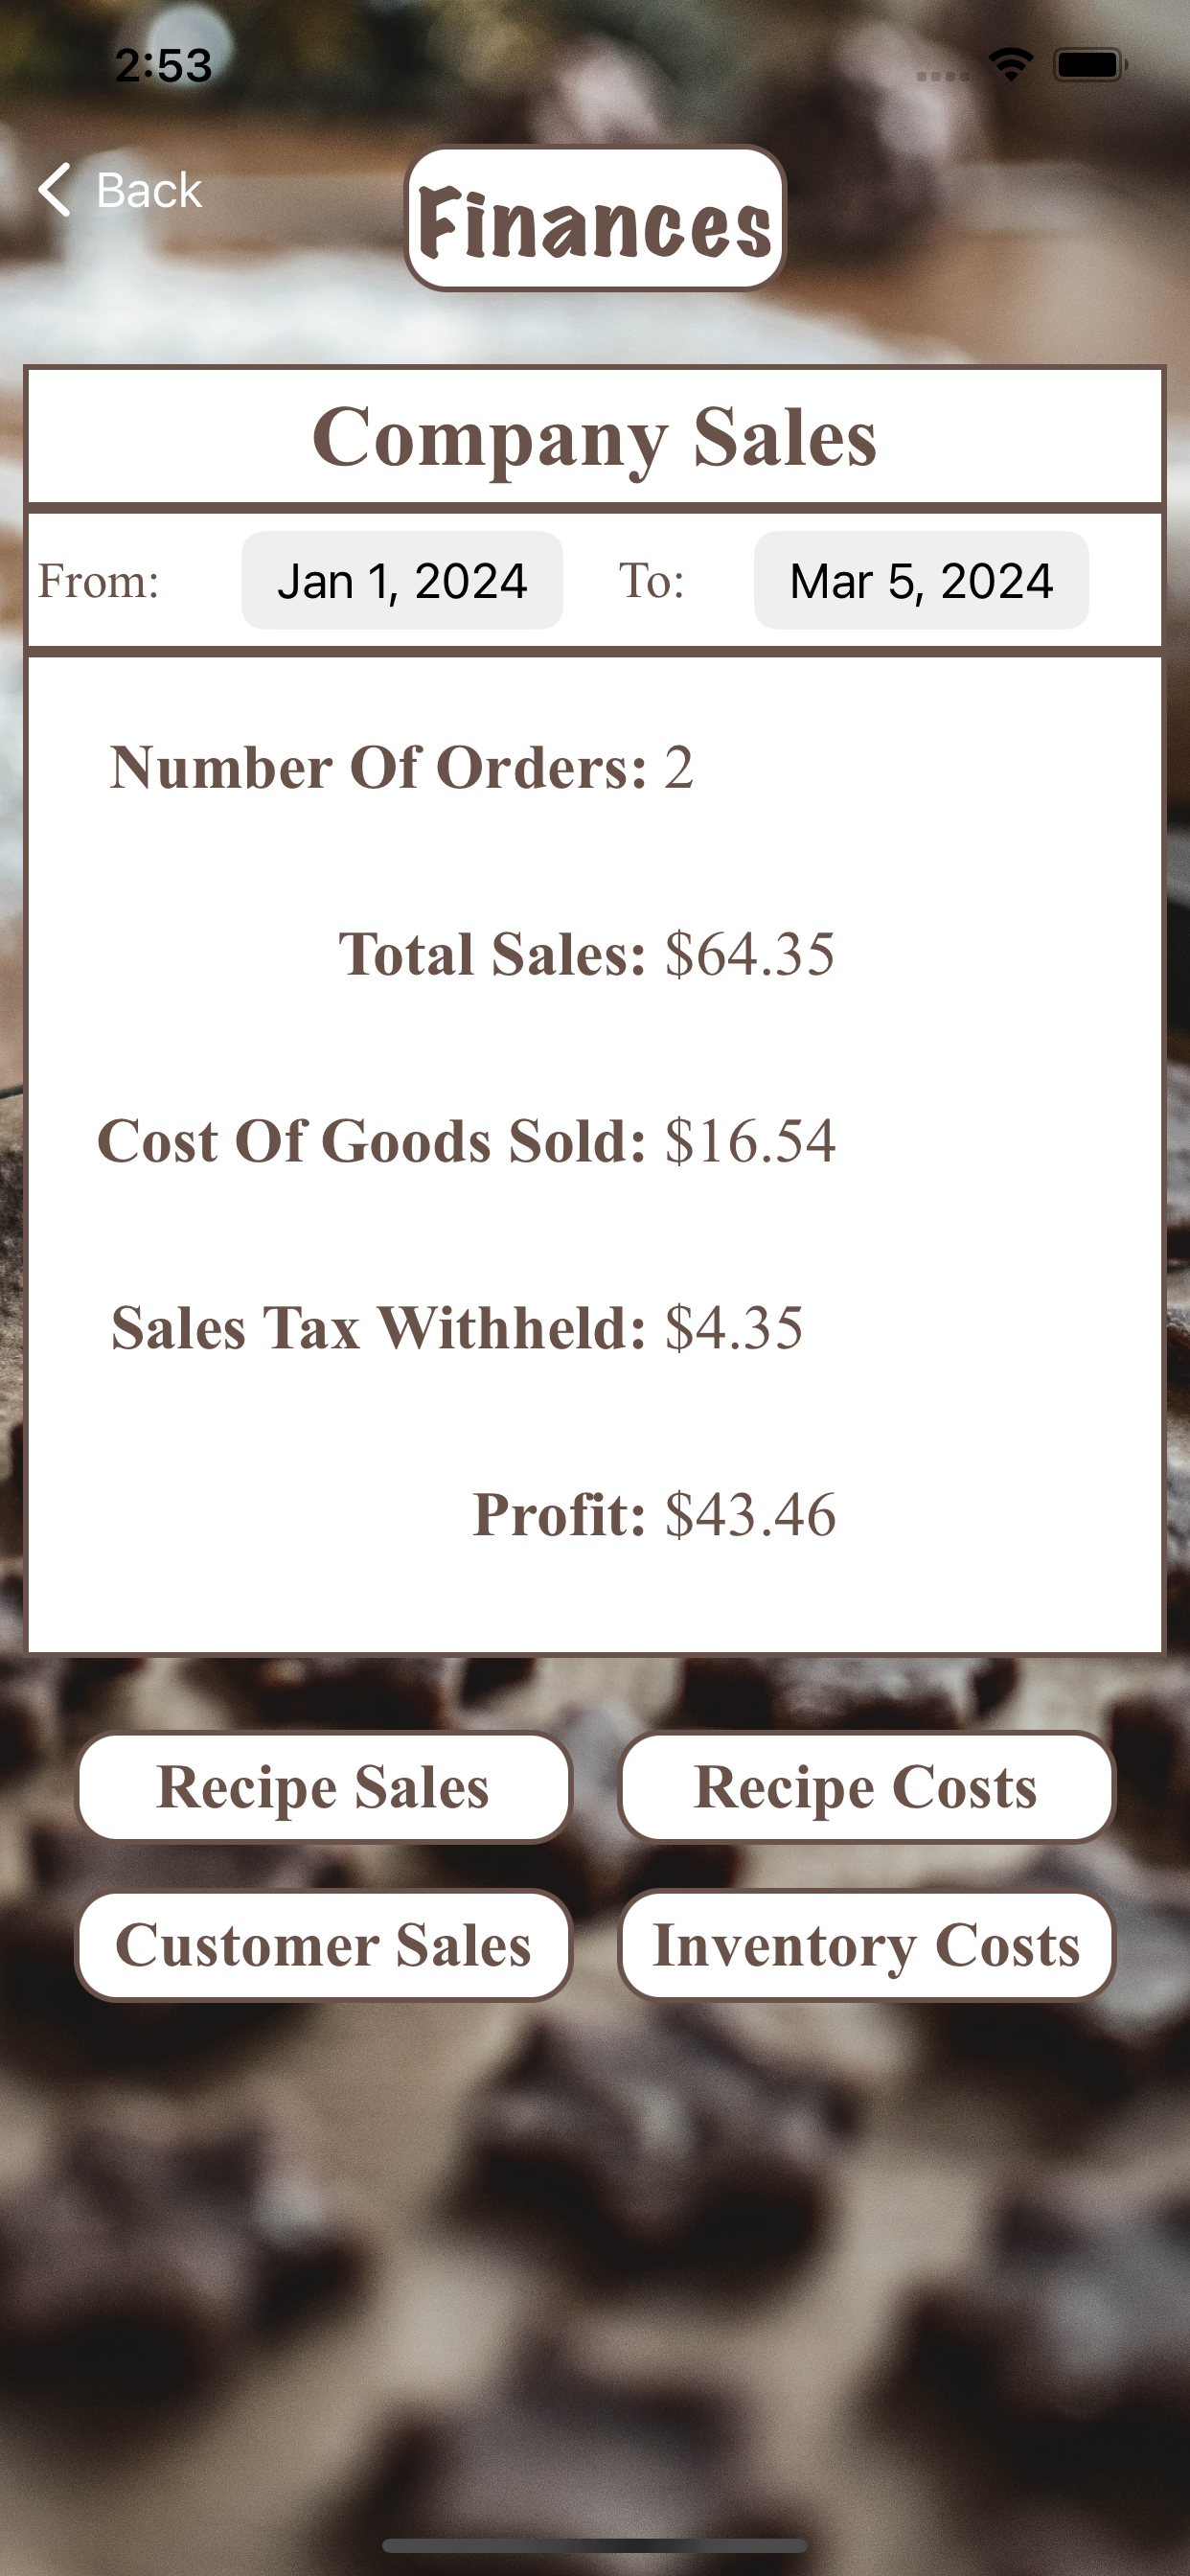 2:53
Back
Finances
Company Sales
From: Jan 1, 2024 To: Mar 5, 2024
Number Of Orders: 2
Total Sales: $64.35
Cost Of Goods Sold: $16.54
Sales Tax Withheld: $4.35
Profit: $43.46
Recipe Sales Recipe Costs
Customer Sales Inventory Costs